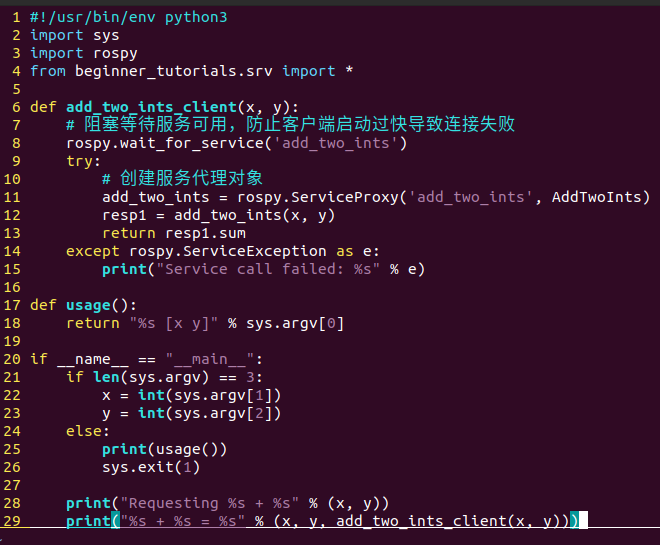 1 #!/usr/bin/env python3
2 import sys
3 import rospy
4 from beginner_tutorials.srv import *
5
6 def add_two_ints_client(x, y):
7     # 阻塞等待服务可用，防止客户端启动过快导致连接失败
8     rospy.wait_for_service('add_two_ints')
9     try:
10         # 创建服务代理对象
11         add_two_ints = rospy.ServiceProxy('add_two_ints', AddTwoInts)
12         resp1 = add_two_ints(x, y)
13         return resp1.sum
14     except rospy.ServiceException as e:
15         print("Service call failed: %s" % e)
16
17 def usage():
18     return "%s [x y]" % sys.argv[0]
19
20 if __name__ == "__main__":
21     if len(sys.argv) == 3:
22         x = int(sys.argv[1])
23         y = int(sys.argv[2])
24     else:
25         print(usage())
26         sys.exit(1)
27
28     print("Requesting %s + %s" % (x, y))
29     print("%s + %s = %s" % (x, y, add_two_ints_client(x, y)))